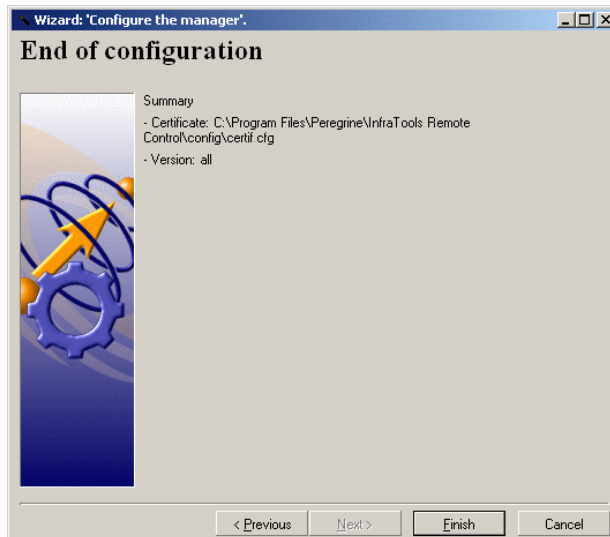 Wizard: 'Configure the manager'.
End of configuration
Summary
- Certificate: C:\Program Files\Peregrine\InfraTools Remote
Control\config\certif.cfg
- Version: all
< Previous
Next >
Finish
Cancel